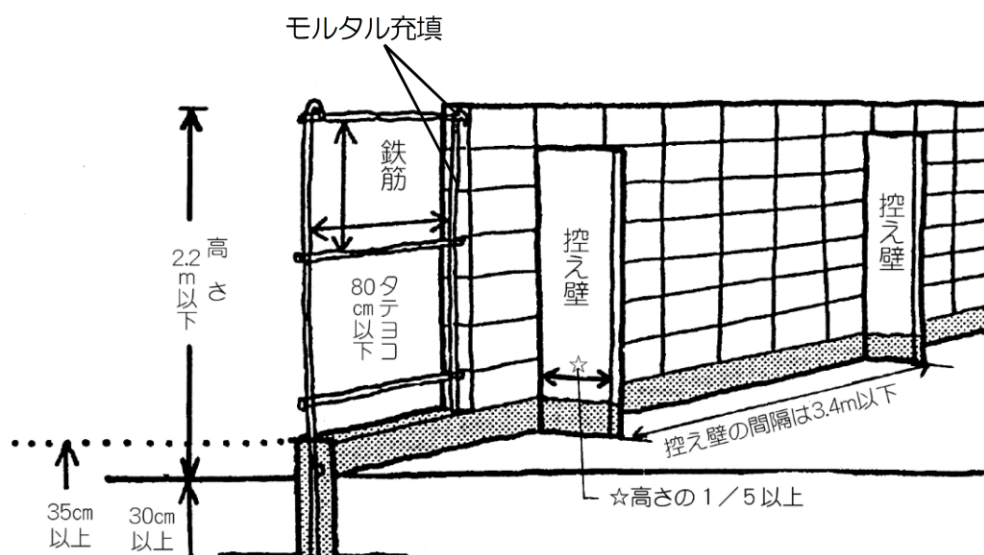 モルタル充填
鉄筋
高さ
2.2m以下
タテヨコ
80cm以下
控え壁
控え壁
☆
控え壁の間隔は3.4m以下
☆高さの1／5以上
35cm
以上
30cm
以上